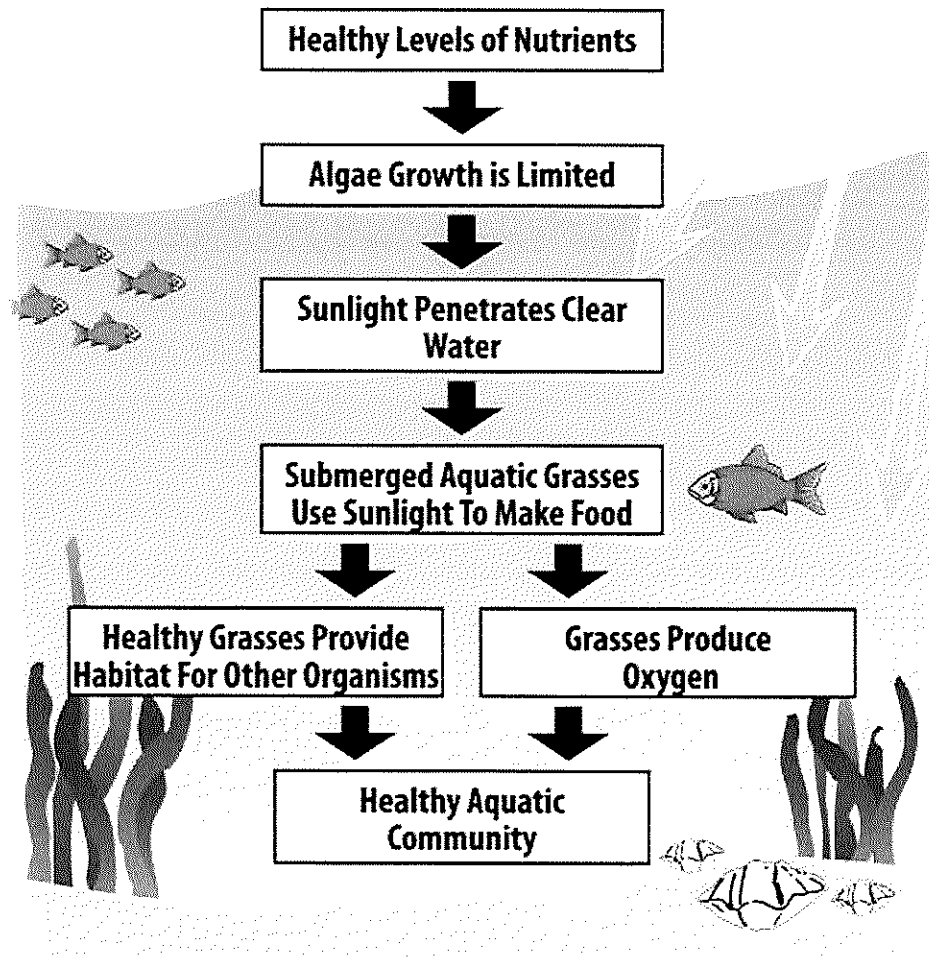 Healthy Levels of Nutrients
Algae Growth is Limited
Sunlight Penetrates Clear
Water
Submerged Aquatic Grasses
Use Sunlight To Make Food
Healthy Grasses Provide
Habitat For Other Organisms
Grasses Produce
Oxygen
Healthy Aquatic
Community